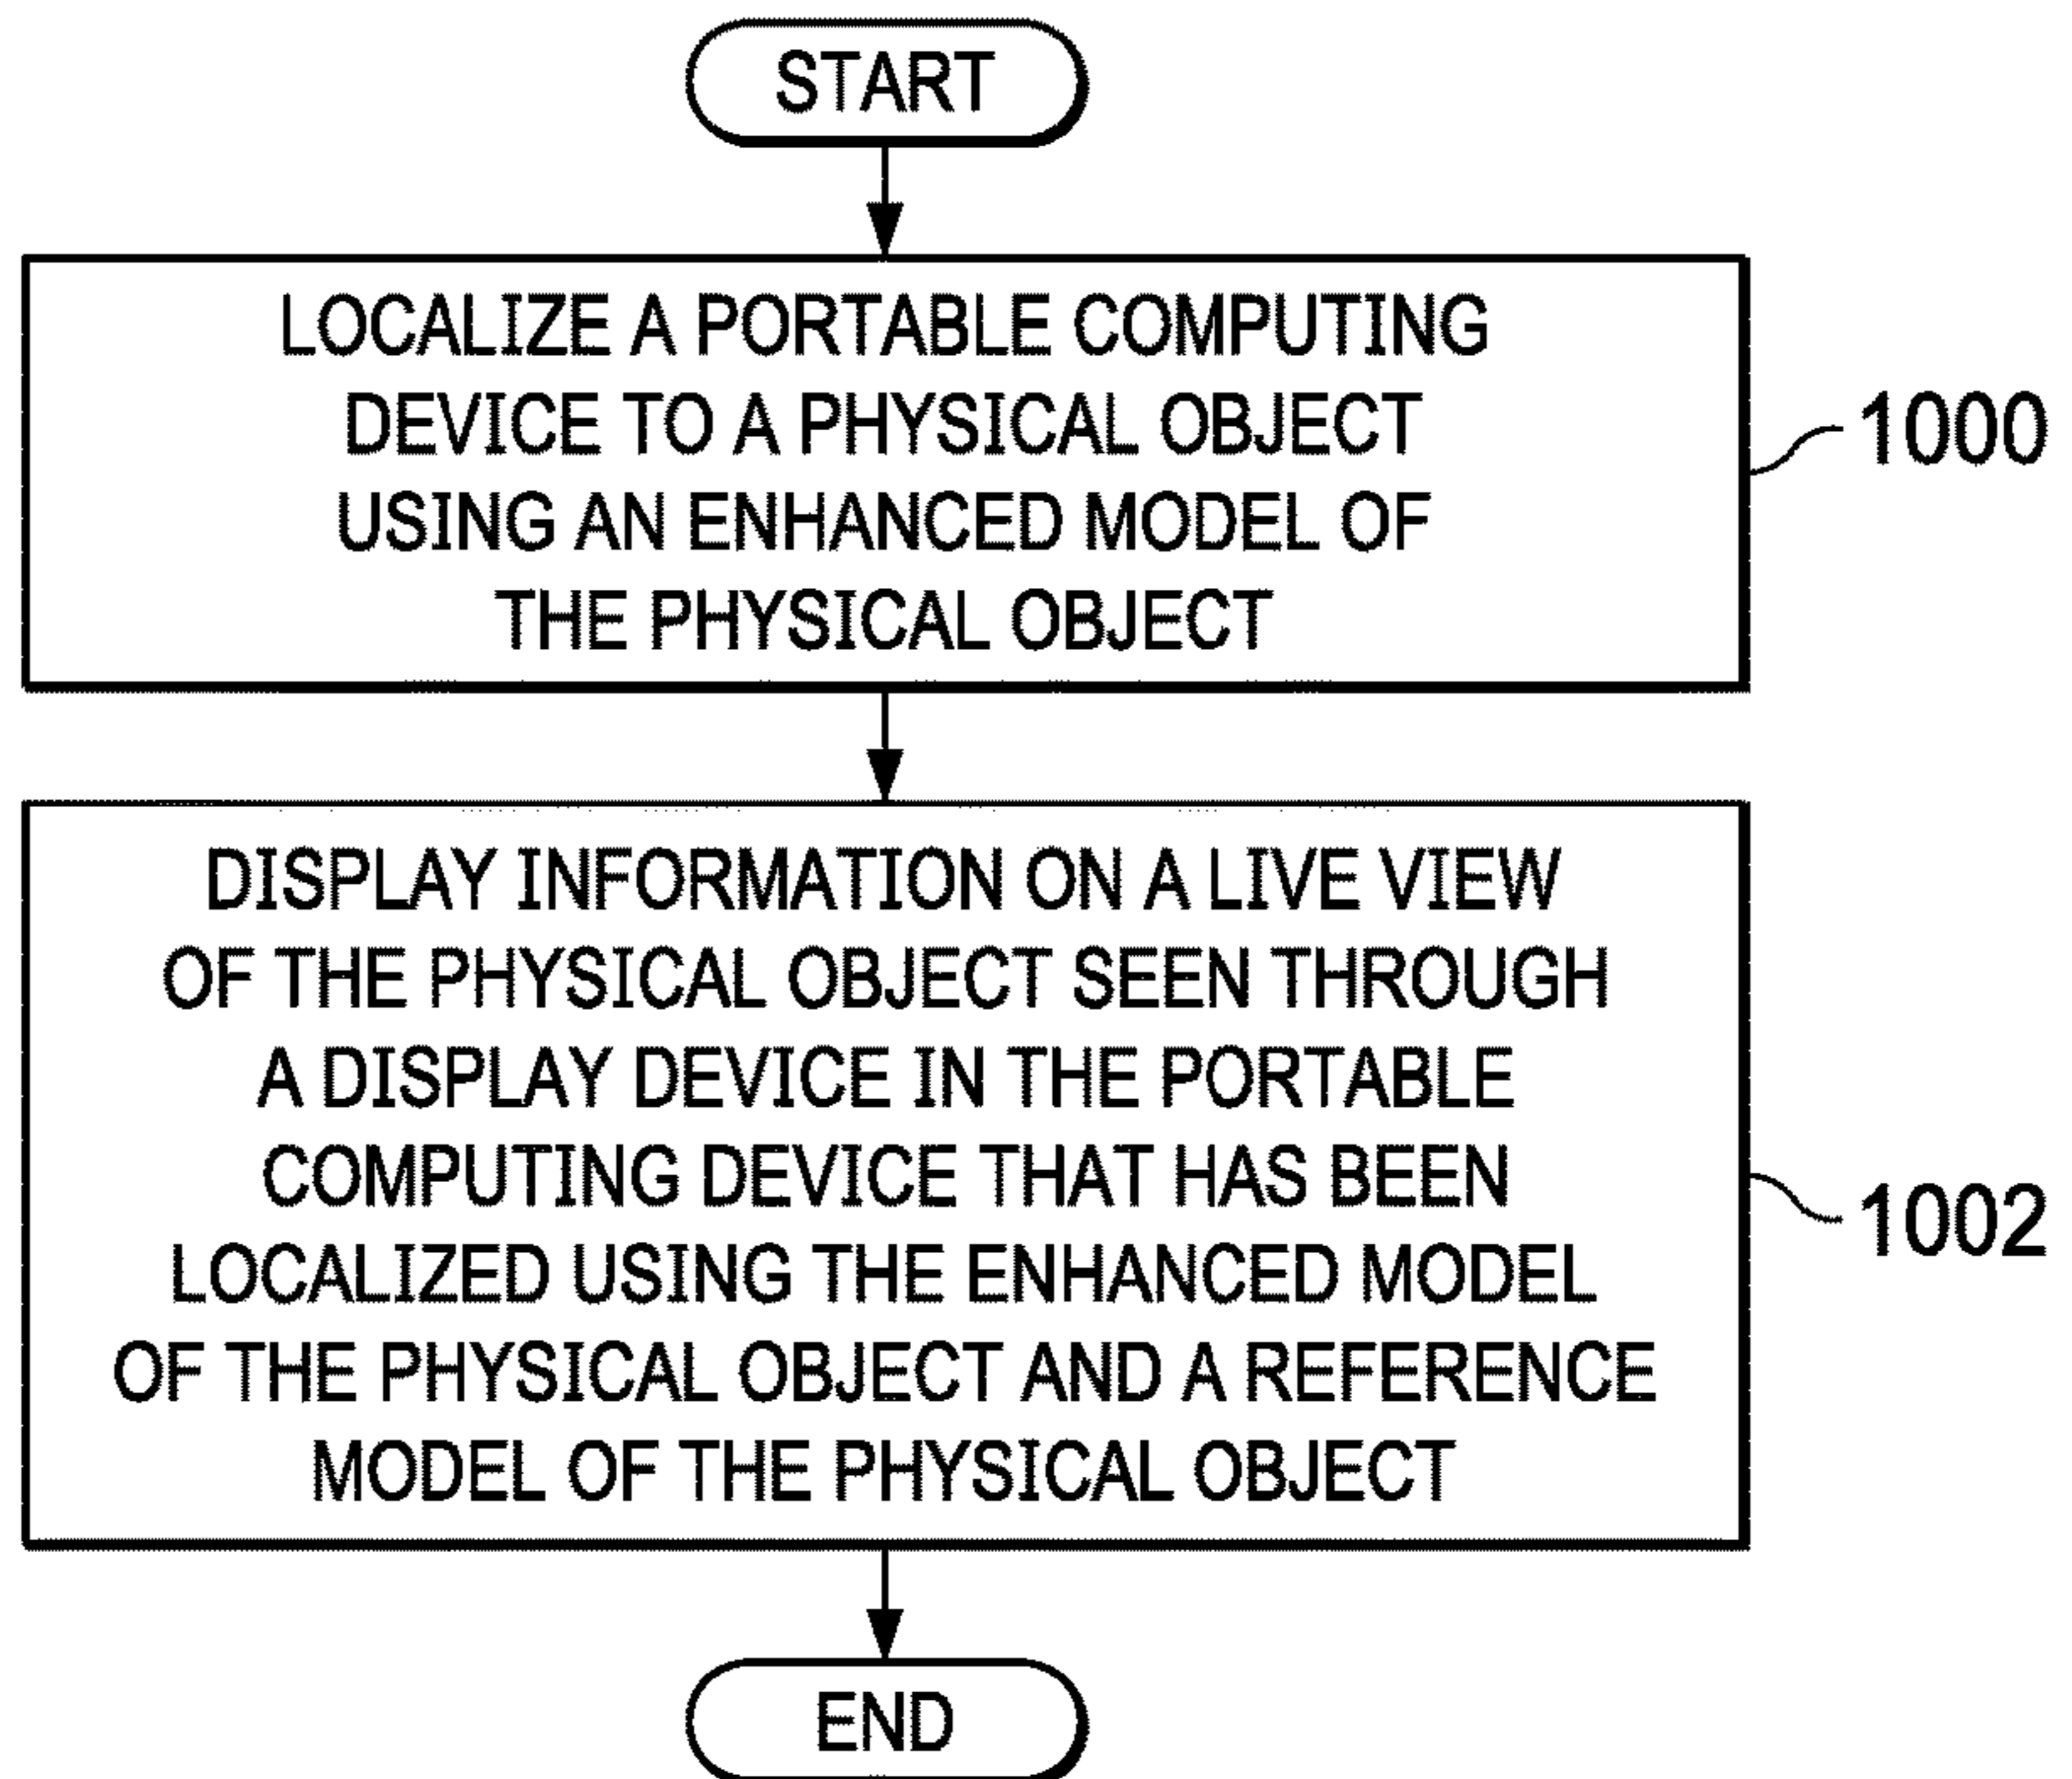 START
LOCALIZE A PORTABLE COMPUTING
DEVICE TO A PHYSICAL OBJECT
USING AN ENHANCED MODEL OF
THE PHYSICAL OBJECT
1000
DISPLAY INFORMATION ON A LIVE VIEW
OF THE PHYSICAL OBJECT SEEN THROUGH
A DISPLAY DEVICE IN THE PORTABLE
COMPUTING DEVICE THAT HAS BEEN
LOCALIZED USING THE ENHANCED MODEL
OF THE PHYSICAL OBJECT AND A REFERENCE
MODEL OF THE PHYSICAL OBJECT
1002
END